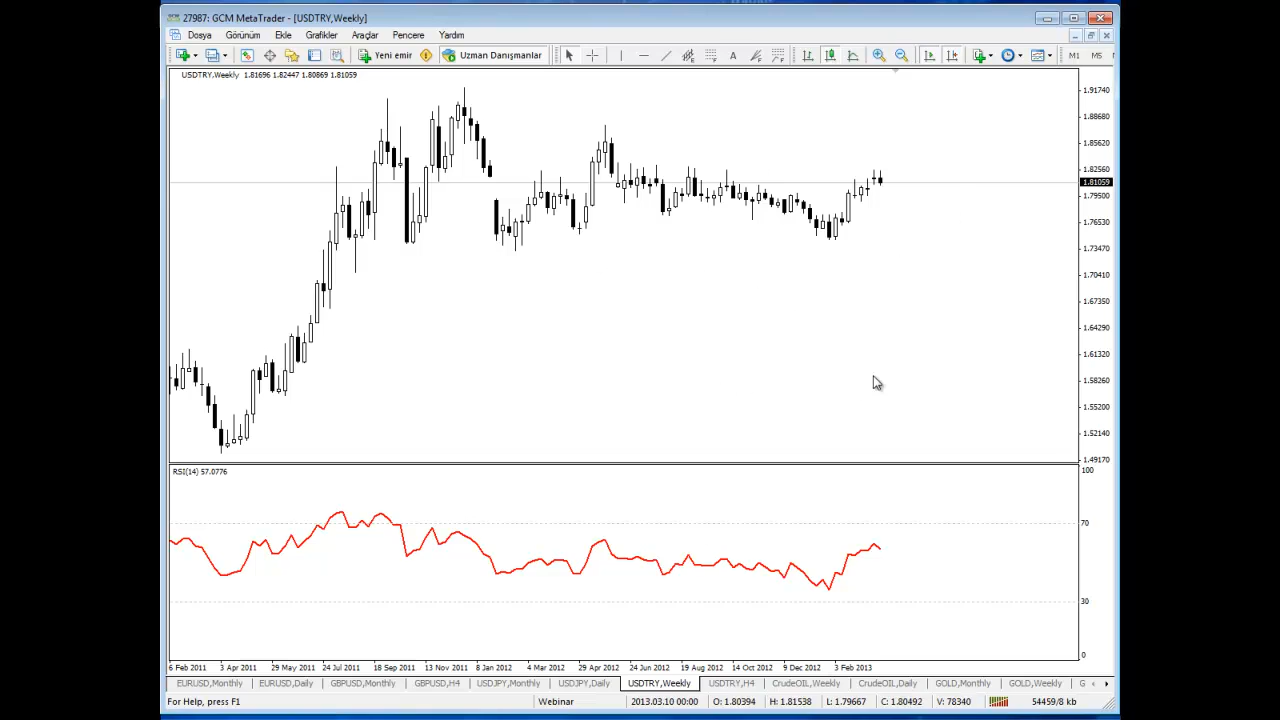 27987: GCM MetaTrader - [USDTRY,Weekly]
Dosya Görünüm Ekle Grafikler Araçlar Pencere Yardım
Yeni emir Uzman Danışmanlar A M1 M5
USDTRY,Weekly 1.81696 1.82447 1.80869 1.81059
1.91740
1.88680
1.85620
1.82560
1.81059
1.79500
1.76530
1.73470
1.70410
1.67350
1.64290
1.61320
1.58260
1.55200
1.52140
1.49170
RSI(14) 57.0776
100
70
30
0
6 Feb 2011 3 Apr 2011 29 May 2011 24 Jul 2011 18 Sep 2011 13 Nov 2011 8 Jan 2012 4 Mar 2012 29 Apr 2012 24 Jun 2012 19 Aug 2012 14 Oct 2012 9 Dec 2012 3 Feb 2013
EURUSD,Monthly EURUSD,Daily GBPUSD,Monthly GBPUSD,H4 USDJPY,Monthly USDJPY,Daily USDTRY,Weekly USDTRY,H4 CrudeOIL,Weekly CrudeOIL,Daily GOLD,Monthly GOLD,Weekly G
For Help, press F1 Webinar 2013.03.10 00:00 O: 1.80394 H: 1.81538 L: 1.79667 C: 1.80492 V: 78340 54459/8 kb